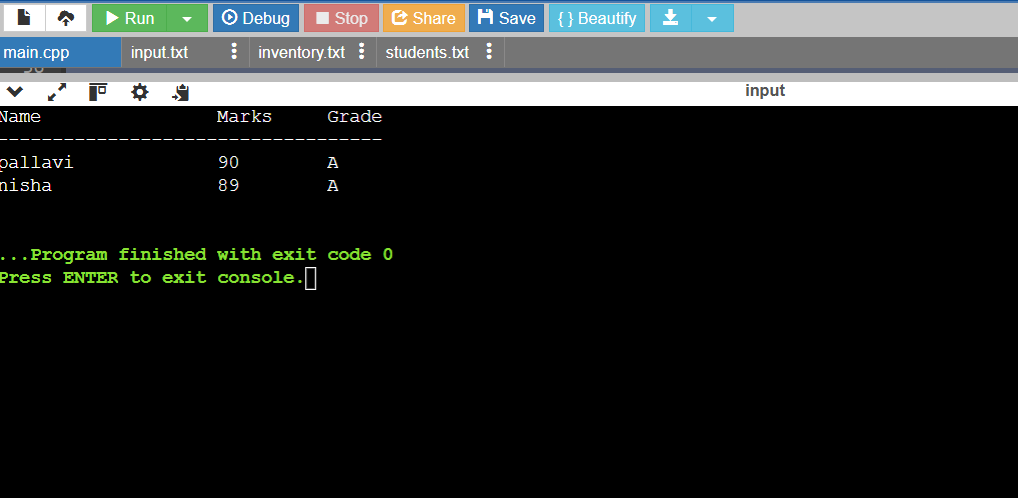 Run Debug Stop Share Save { } Beautify
main.cpp input.txt inventory.txt students.txt
input
Name Marks Grade
-----------------------------------
pallavi 90 A
nisha 89 A
...Program finished with exit code 0
Press ENTER to exit console.